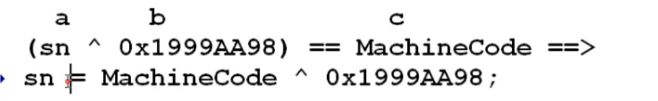 a b c
(sn ^ 0x1999AA98) == MachineCode ==>
sn = MachineCode ^ 0x1999AA98;